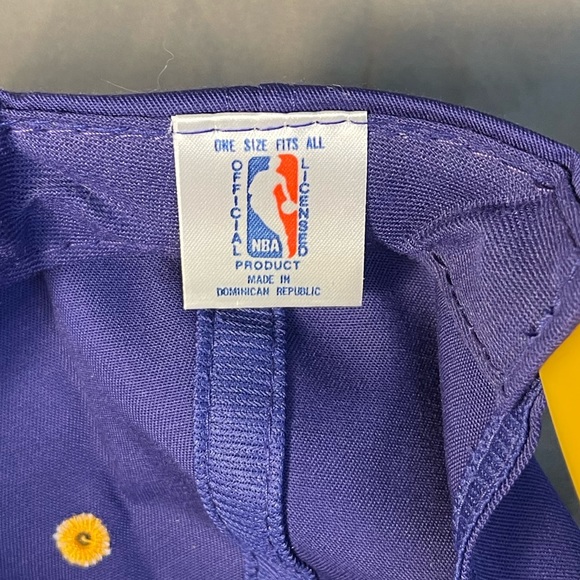 ONE SIZE FITS ALL
OFFICIAL
LICENSED
NBA
PRODUCT
MADE IN
DOMINICAN REPUBLIC